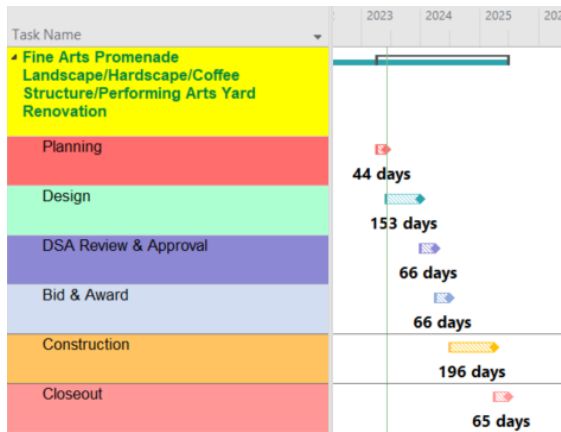 2023 2024 2025 202
Task Name
Fine Arts Promenade
Landscape/Hardscape/Coffee
Structure/Performing Arts Yard
Renovation
Planning
44 days
Design
153 days
DSA Review & Approval
66 days
Bid & Award
66 days
Construction
196 days
Closeout
65 days